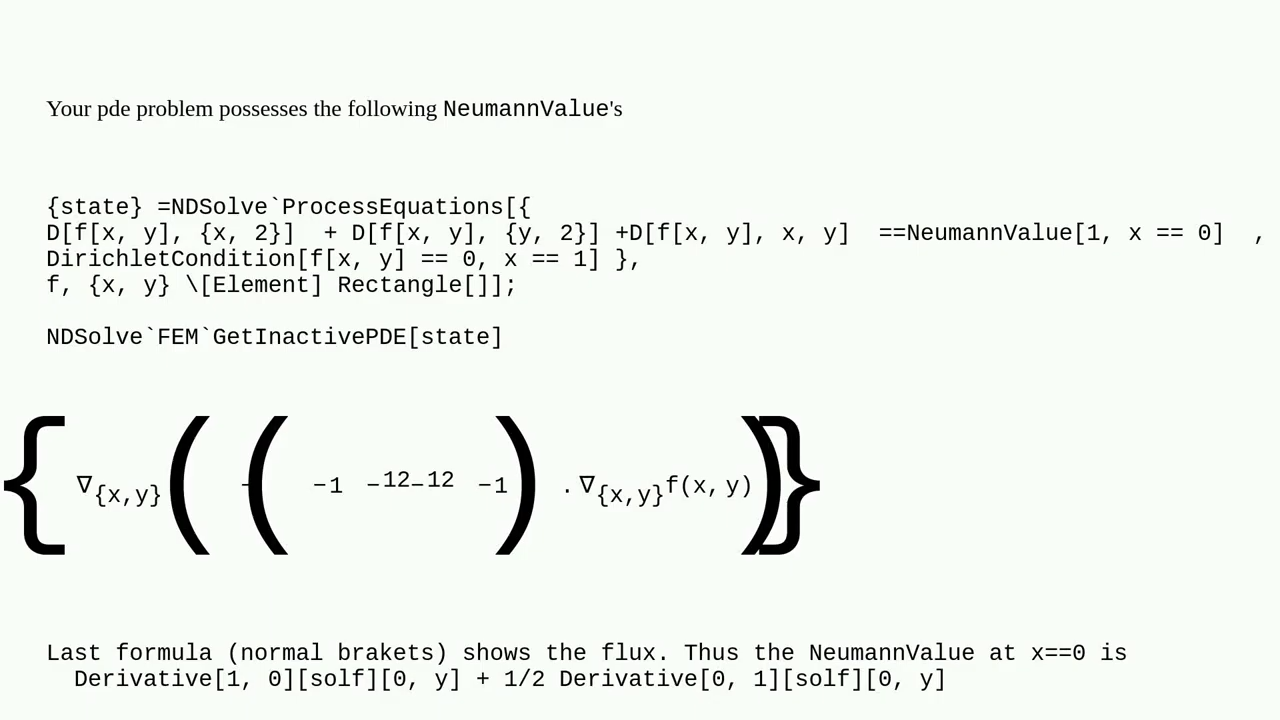 Your pde problem possesses the following NeumannValue's
{state} =NDSolve`ProcessEquations[{
D[f[x, y], {x, 2}]  + D[f[x, y], {y, 2}] +D[f[x, y], x, y]  ==NeumannValue[1, x == 0]  ,
DirichletCondition[f[x, y] == 0, x == 1] },
f, {x, y} \[Element] Rectangle[]];
NDSolve`FEM`GetInactivePDE[state]
{ ∇{x,y} ( −( −1 −12−12 −1 ) . ∇{x,y}f(x, y) ) }
Last formula (normal brakets) shows the flux. Thus the NeumannValue at x==0 is
Derivative[1, 0][solf][0, y] + 1/2 Derivative[0, 1][solf][0, y]